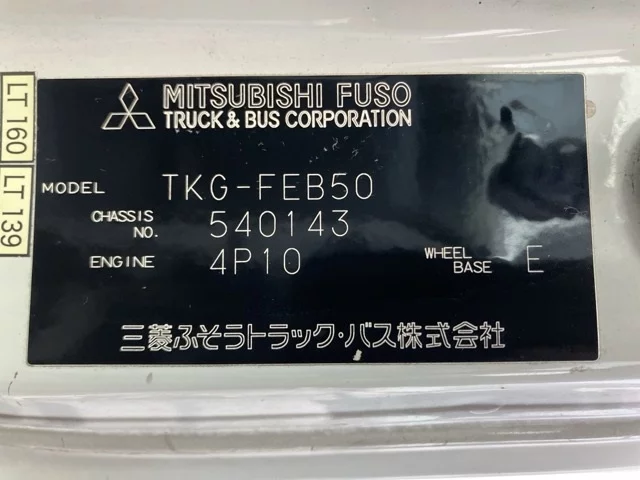 MITSUBISHI FUSO
TRUCK & BUS CORPORATION
LT 160
LT 139
MODEL TKG-FEB50
CHASSIS NO. 540143
ENGINE 4P10 WHEEL BASE E
三菱ふそうトラック・バス株式会社